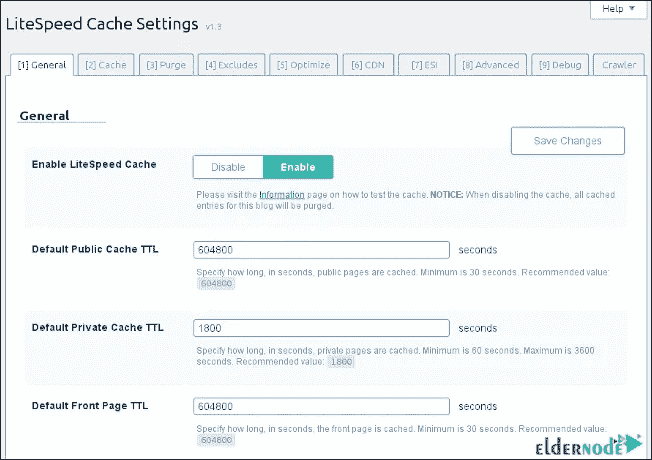 Help ▼
LiteSpeed Cache Settings v1.3
[1] General [2] Cache [3] Purge [4] Excludes [5] Optimize [6] CDN [7] ESI [8] Advanced [9] Debug Crawler
General
Save Changes
Enable LiteSpeed Cache Disable Enable
Please visit the Information page on how to test the cache. NOTICE: When disabling the cache, all cached
entries for this blog will be purged.
Default Public Cache TTL 604800 seconds
Specify how long, in seconds, public pages are cached. Minimum is 30 seconds. Recommended value:
604800
Default Private Cache TTL 1800 seconds
Specify how long, in seconds, private pages are cached. Minimum is 60 seconds. Maximum is 3600
seconds. Recommended value: 1800
Default Front Page TTL 604800 seconds
Specify how long, in seconds, the front page is cached. Minimum is 30 seconds. Recommended value:
604800
elderNode